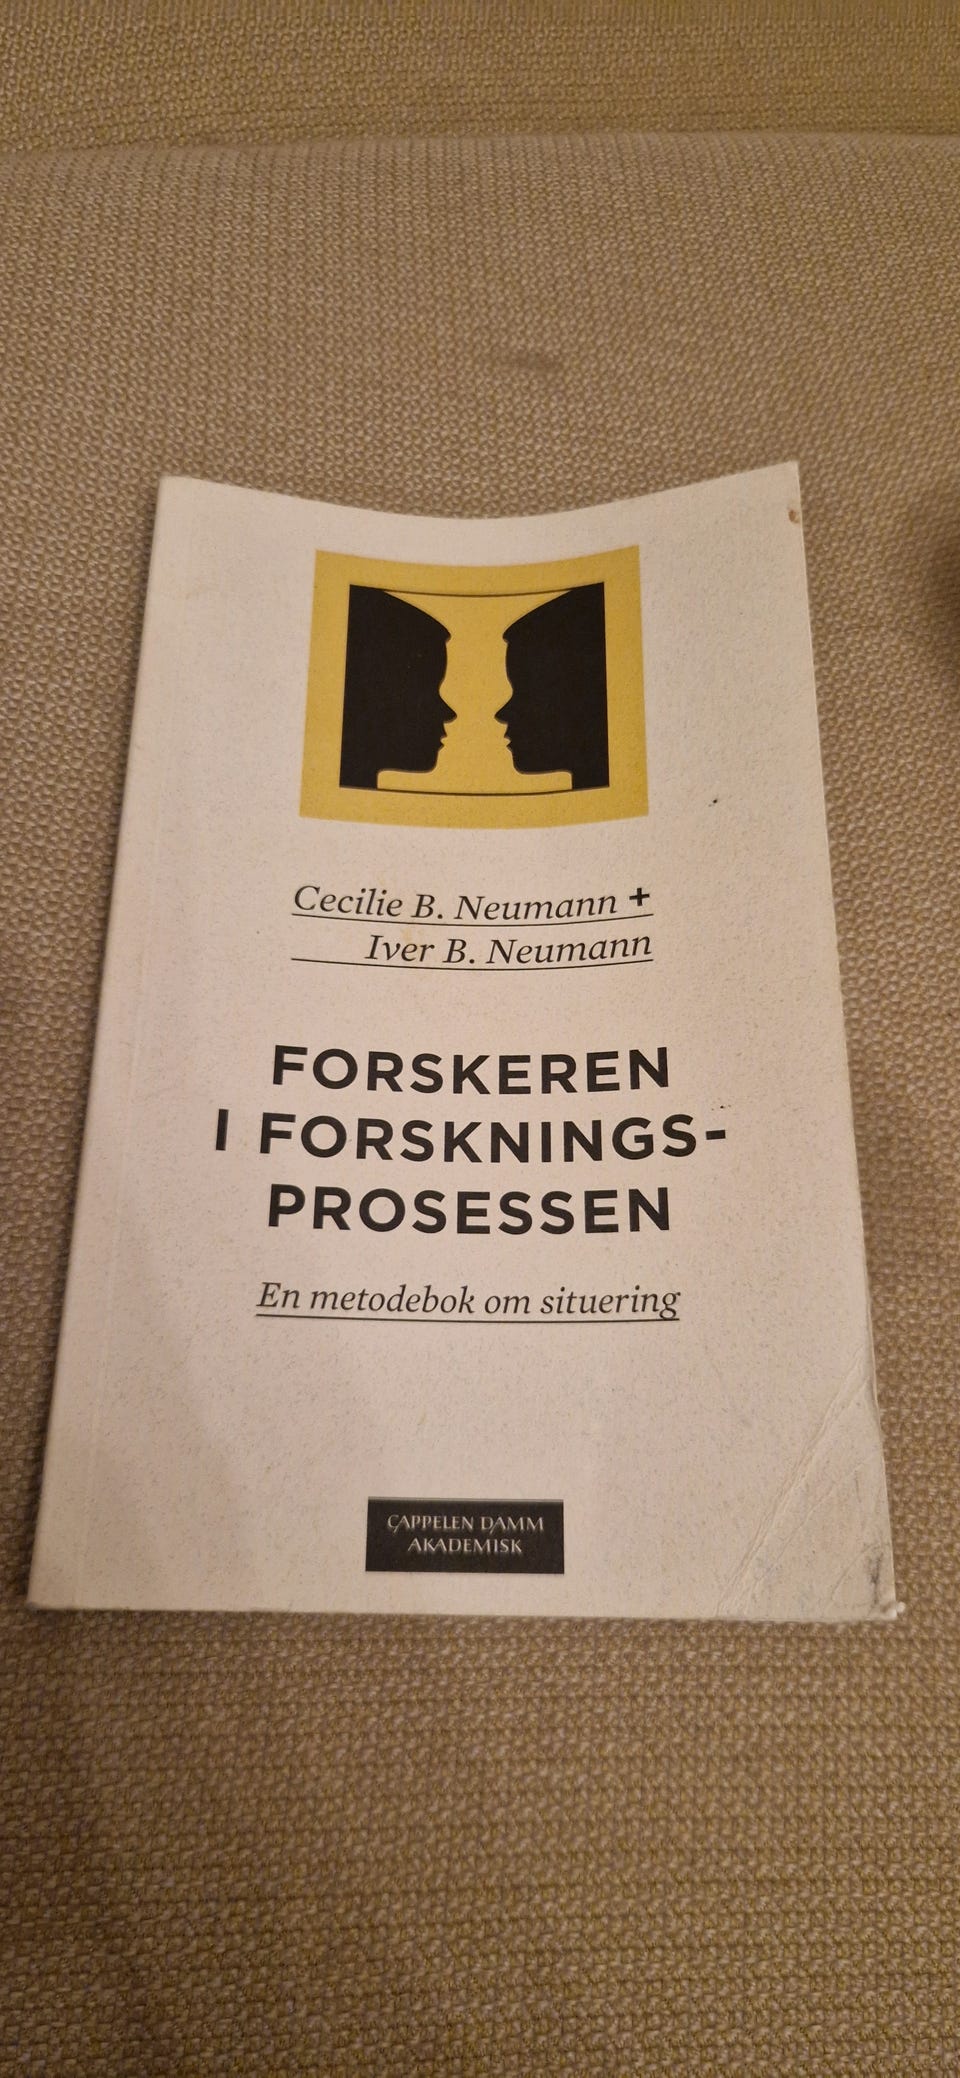 Cecilie B. Neumann +
Iver B. Neumann
FORSKEREN
I FORSKNINGS-
PROSESSEN
En metodebok om situering
CAPPELEN DAMM
AKADEMISK